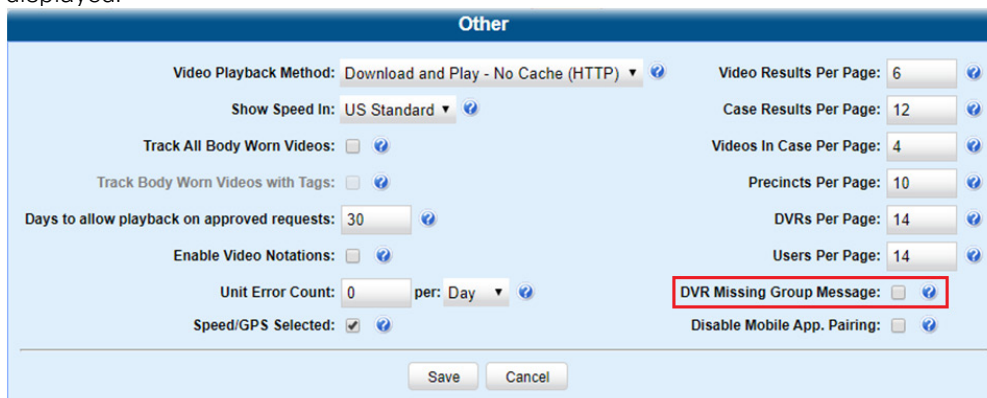 displayed.
Other
Video Playback Method: Download and Play - No Cache (HTTP) Video Results Per Page: 6
Show Speed In: US Standard Case Results Per Page: 12
Track All Body Worn Videos: Videos In Case Per Page: 4
Track Body Worn Videos with Tags: Precincts Per Page: 10
Days to allow playback on approved requests: 30 DVRs Per Page: 14
Enable Video Notations: Users Per Page: 14
Unit Error Count: 0 per: Day DVR Missing Group Message:
Speed/GPS Selected: Disable Mobile App. Pairing:
Save Cancel